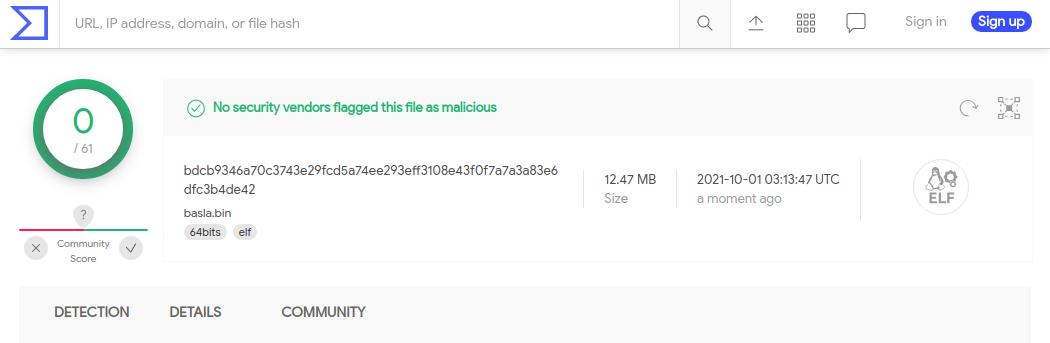 URL, IP address, domain, or file hash
Sign in
Sign up
0
/ 61
No security vendors flagged this file as malicious
bdcb9346a70c3743e29fcd5a74ee293eff3108e43f0f7a7a3a83e6
dfc3b4de42
basla.bin
64bits
elf
12.47 MB
Size
2021-10-01 03:13:47 UTC
a moment ago
ELF
?
Community
Score
DETECTION
DETAILS
COMMUNITY